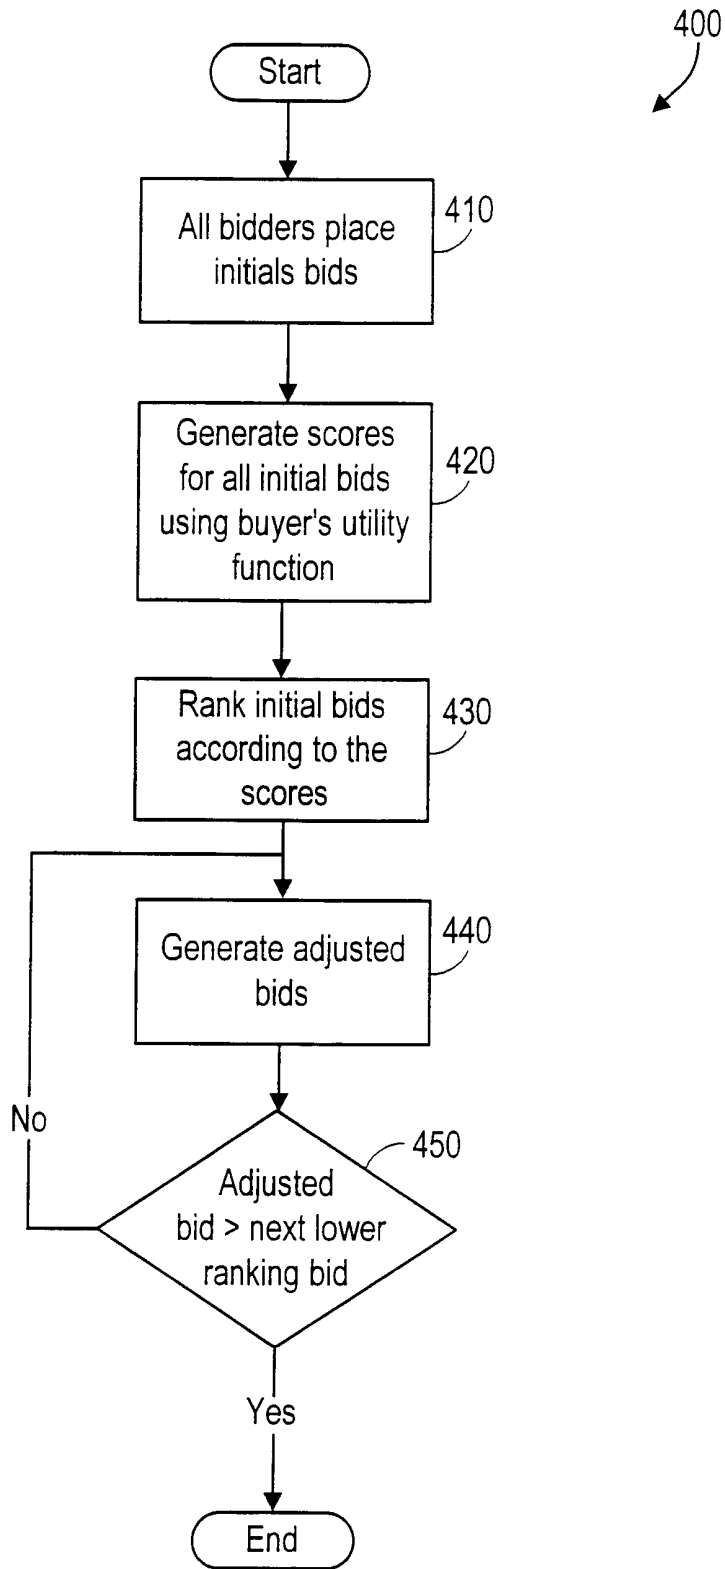 400
Start
All bidders place
initials bids
410
Generate scores
for all initial bids
using buyer's utility
function
420
Rank initial bids
according to the
scores
430
Generate adjusted
bids
440
No
450
Adjusted
bid > next lower
ranking bid
Yes
End